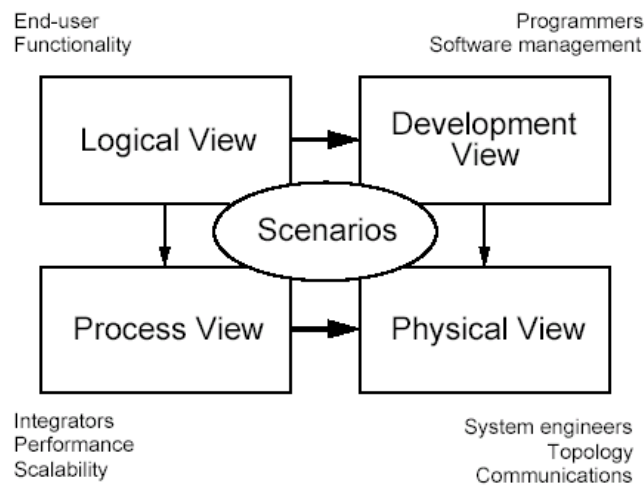 End-user
Functionality
Programmers
Software management
Logical View
Development
View
Scenarios
Process View
Physical View
Integrators
Performance
Scalability
System engineers
Topology
Communications